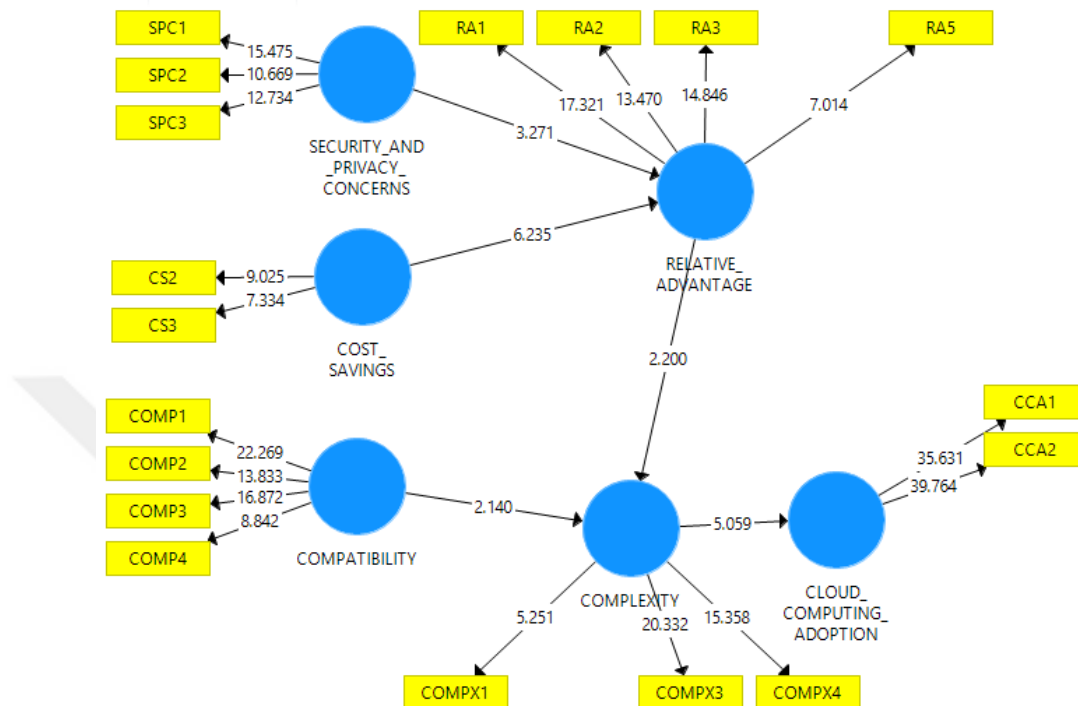 SPC1
SPC2
SPC3
15.475
10.669
12.734
SECURITY_AND
_PRIVACY_
CONCERNS
RA1
RA2
RA3
RA5
17.321
13.470
14.846
7.014
3.271
RELATIVE_
ADVANTAGE
CS2
CS3
9.025
7.334
COST_
SAVINGS
6.235
2.200
COMP1
COMP2
COMP3
COMP4
22.269
13.833
16.872
8.842
COMPATIBILITY
2.140
COMPLEXITY
5.059
CCA1
CCA2
35.631
39.764
CLOUD_
COMPUTING_
ADOPTION
5.251
20.332
15.358
COMPX1
COMPX3
COMPX4